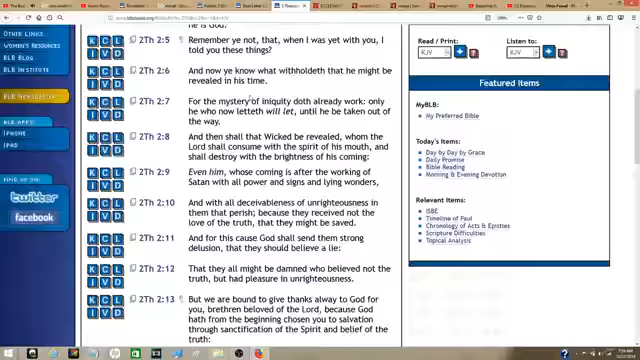 he is God.
K C L
I V D
2Th 2:5
Remember ye not, that, when I was yet with you, I
told you these things?
K C L
I V D
2Th 2:6
And now ye know what withholdeth that he might be
revealed in his time.
K C L
I V D
2Th 2:7
For the mystery of iniquity doth already work: only
he who now letteth will let, until he be taken out of
the way.
K C L
I V D
2Th 2:8
And then shall that Wicked be revealed, whom the
Lord shall consume with the spirit of his mouth, and
shall destroy with the brightness of his coming:
K C L
I V D
2Th 2:9
Even him, whose coming is after the working of
Satan with all power and signs and lying wonders,
K C L
I V D
2Th 2:10
And with all deceivableness of unrighteousness in
them that perish; because they received not the
love of the truth, that they might be saved.
K C L
I V D
2Th 2:11
And for this cause God shall send them strong
delusion, that they should believe a lie:
K C L
I V D
2Th 2:12
That they all might be damned who believed not the
truth, but had pleasure in unrighteousness.
K C L
I V D
2Th 2:13 ¶
But we are bound to give thanks alway to God for
you, brethren beloved of the Lord, because God
hath from the beginning chosen you to salvation
through sanctification of the Spirit and belief of the
truth:
Other Links
Women's Resources
BLB Blog
BLB Institute
BLB Newsletter
BLB Apps:
iPhone
iPad
Find us on:
twitter
facebook
Read / Print:
KJV
Listen to:
KJV
Featured Items
MyBLB:
My Preferred Bible
Today's Items:
Day by Day by Grace
Daily Promise
Bible Reading
Morning & Evening Devotion
Relevant Items:
ISBE
Timeline of Paul
Chronology of Acts & Epistles
Scripture Difficulties
Topical Analysis